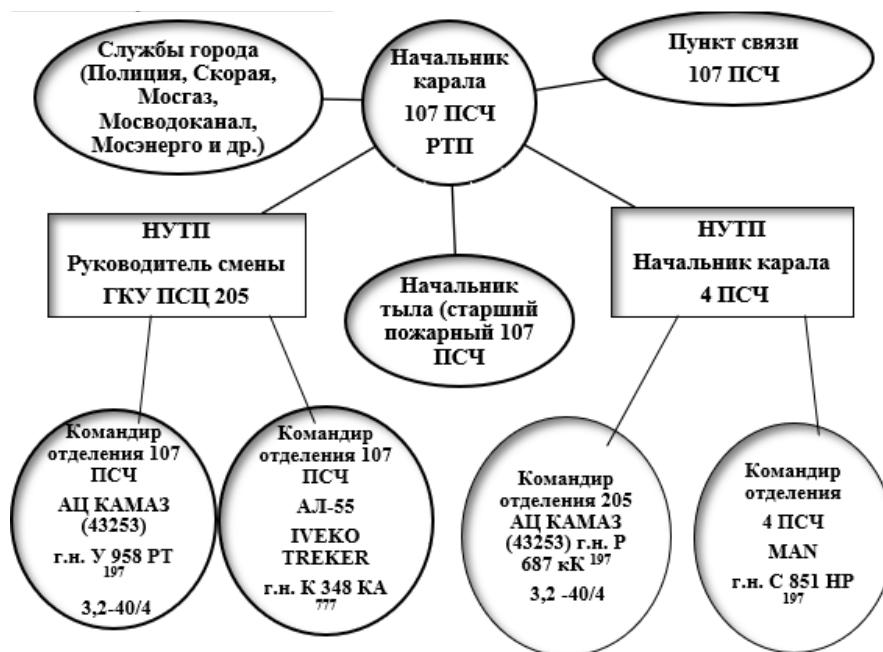 Службы города
(Полиция, Скорая,
Мосгаз,
Мосводоканал,
Мосэнерго и др.)
Начальник
карала
107 ПСЧ
РТП
Пункт связи
107 ПСЧ
НУТП
Руководитель смены
ГКУ ПСЦ 205
Начальник
тыла (старший
пожарный 107
ПСЧ
НУТП
Начальник карала
4 ПСЧ
Командир
отделения 107
ПСЧ
АЦ КАМАЗ
(43253)
г.н. У 958 РТ
197
3,2-40/4
Командир
отделения 107
ПСЧ
АЛ-55
IVEKO
TREKER
г.н. К 348 КА
777
Командир
отделения 205
АЦ КАМАЗ
(43253) г.н. Р
687 кК 197
3,2 -40/4
Командир
отделения
4 ПСЧ
MAN
г.н. С 851 НР
197